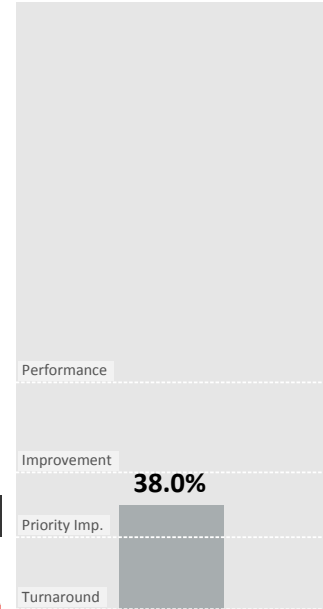 Performance
Improvement
38.0%
Priority Imp.
Turnaround